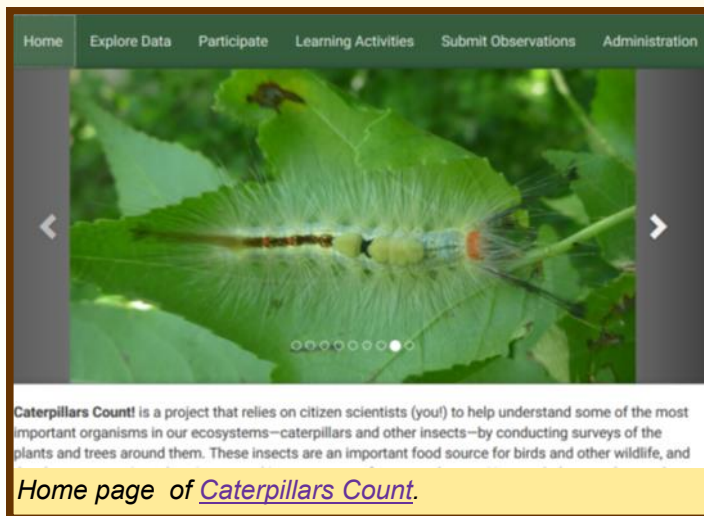 Home Explore Data Participate Learning Activities Submit Observations Administration
Caterpillars Count! is a project that relies on citizen scientists (you!) to help understand some of the most
important organisms in our ecosystems—caterpillars and other insects—by conducting surveys of the
plants and trees around them. These insects are an important food source for birds and other wildlife, and
Home page of Caterpillars Count.